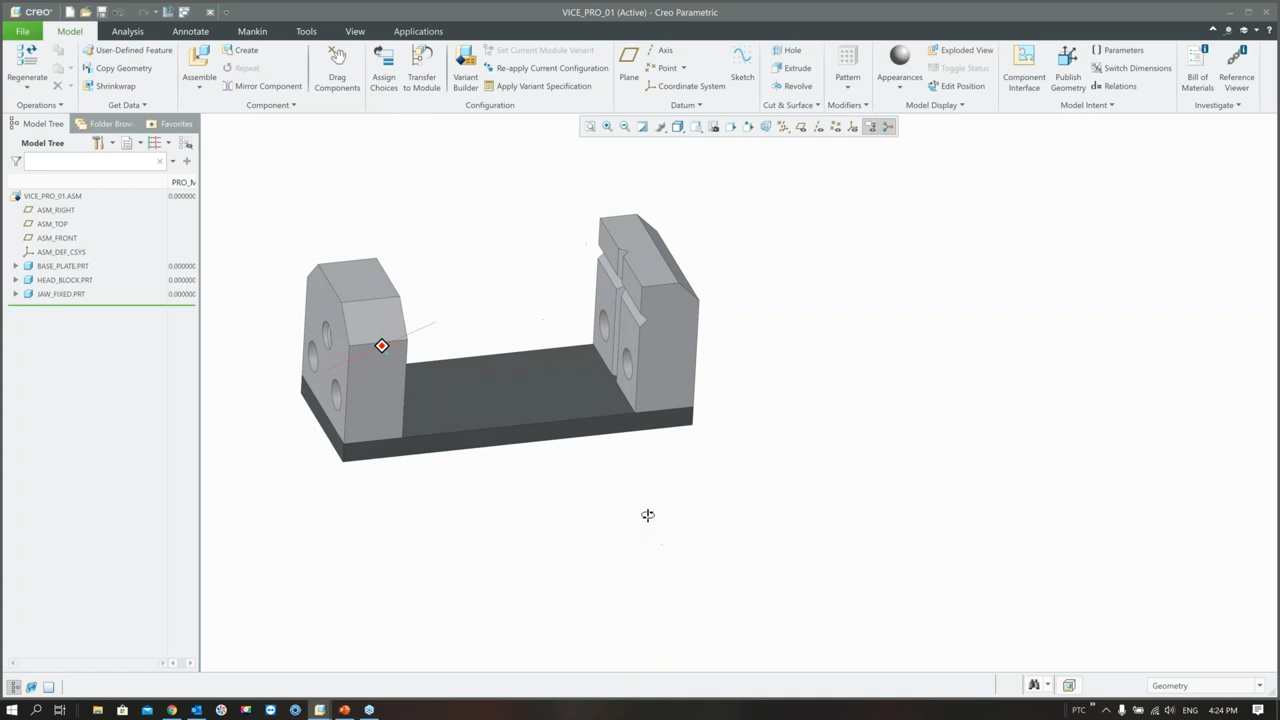 creo
VICE_PRO_01 (Active) - Creo Parametric
File Model Analysis Annotate Mankin Tools View Applications
Regenerate
User-Defined Feature
Copy Geometry
Shrinkwrap
Assemble
Create
Repeat
Mirror Component
Drag
Components
Assign
Choices
Transfer
to Module
Variant
Builder
Set Current Module Variant
Re-apply Current Configuration
Apply Variant Specification
Plane
Axis
Point
Coordinate System
Sketch
Hole
Extrude
Revolve
Pattern
Appearances
Exploded View
Toggle Status
Edit Position
Component
Interface
Publish
Geometry
Parameters
Switch Dimensions
Relations
Bill of
Materials
Reference
Viewer
Operations Get Data Component Configuration Datum Cut & Surface Modifiers Model Display Model Intent Investigate
Model Tree Folder Brow Favorites
Model Tree
PRO_M
VICE_PRO_01.ASM 0.000000
ASM_RIGHT
ASM_TOP
ASM_FRONT
ASM_DEF_CSYS
BASE_PLATE.PRT 0.000000
HEAD_BLOCK.PRT 0.000000
JAW_FIXED.PRT 0.000000
Geometry
PTC » ENG 4:24 PM